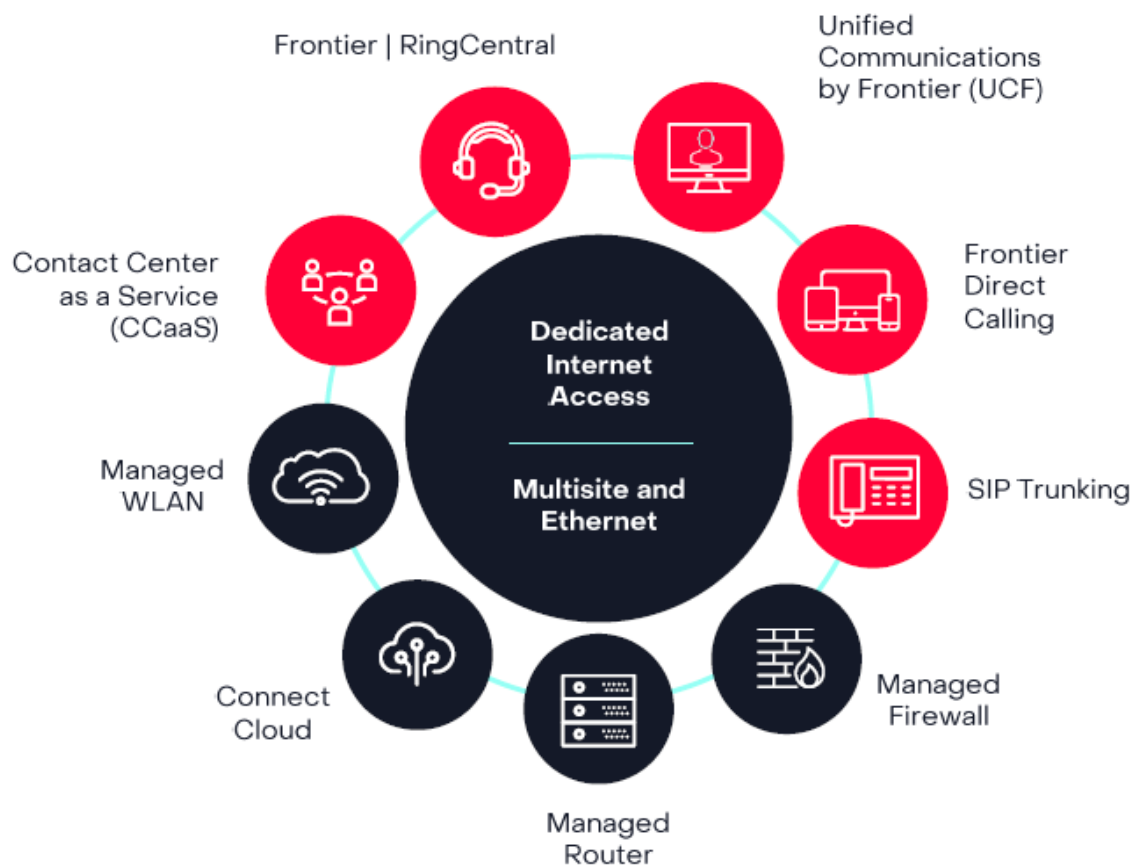 Frontier | RingCentral
Unified
Communications
by Frontier (UCF)
Contact Center
as a Service
(CCaaS)
Frontier
Direct
Calling
Dedicated
Internet
Access
Multisite and
Ethernet
Managed
WLAN
SIP Trunking
Connect
Cloud
Managed
Firewall
Managed
Router